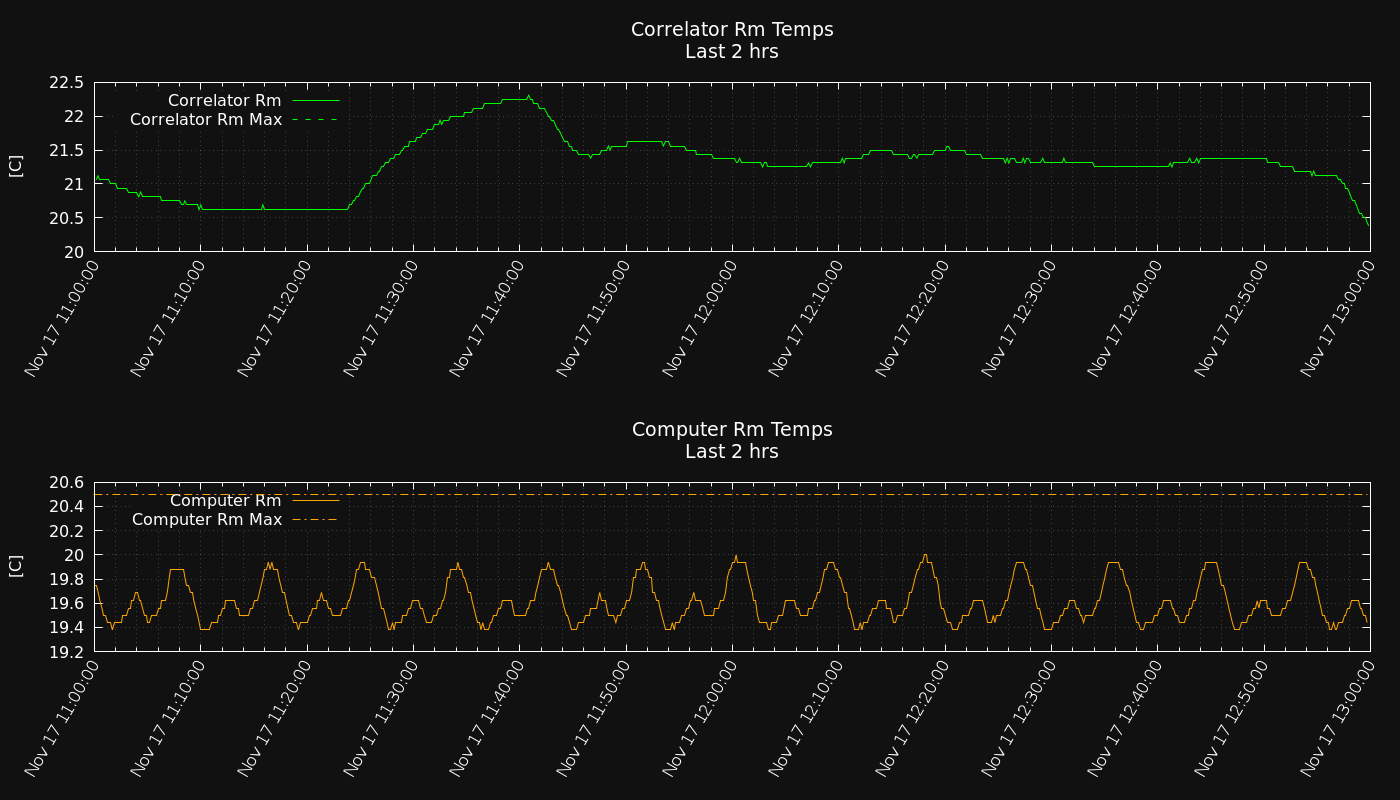 Correlator Rm Temps
Last 2 hrs
[C]
22.5
22
21.5
21
20.5
20
Correlator Rm
Correlator Rm Max
Nov 17 11:00:00
Nov 17 11:10:00
Nov 17 11:20:00
Nov 17 11:30:00
Nov 17 11:40:00
Nov 17 11:50:00
Nov 17 12:00:00
Nov 17 12:10:00
Nov 17 12:20:00
Nov 17 12:30:00
Nov 17 12:40:00
Nov 17 12:50:00
Nov 17 13:00:00
Computer Rm Temps
Last 2 hrs
[C]
20.6
20.4
20.2
20
19.8
19.6
19.4
19.2
Computer Rm
Computer Rm Max
Nov 17 11:00:00
Nov 17 11:10:00
Nov 17 11:20:00
Nov 17 11:30:00
Nov 17 11:40:00
Nov 17 11:50:00
Nov 17 12:00:00
Nov 17 12:10:00
Nov 17 12:20:00
Nov 17 12:30:00
Nov 17 12:40:00
Nov 17 12:50:00
Nov 17 13:00:00